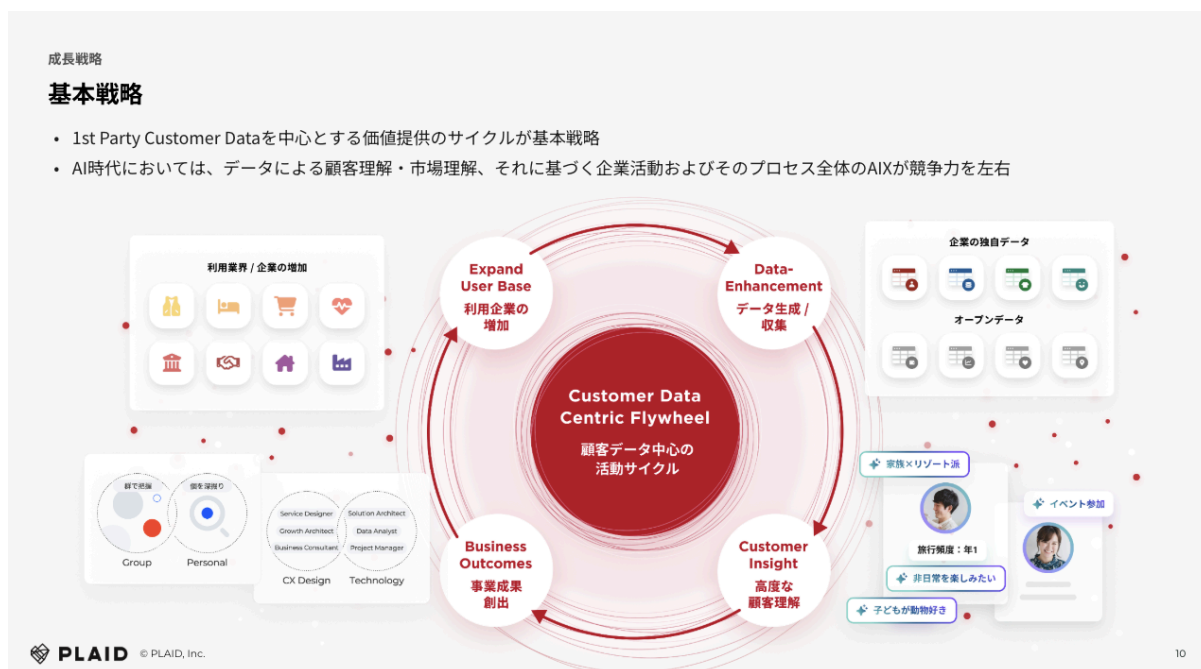 成長戦略
基本戦略
• 1st Party Customer Dataを中心とする価値提供のサイクルが基本戦略
• AI時代においては、データによる顧客理解・市場理解、それに基づく企業活動およびそのプロセス全体のAIXが競争力を左右
利用業界 / 企業の増加
Expand
User Base
利用企業の
増加
Data-
Enhancement
データ生成 /
収集
企業の独自データ
オープンデータ
Customer Data
Centric Flywheel
顧客データ中心の
活動サイクル
群で把握
個を深掘り
Group
Personal
Service Designer
Growth Architect
Business Consultant
Solution Architect
Data Analyst
Project Manager
CX Design
Technology
Business
Outcomes
事業成果
創出
Customer
Insight
高度な
顧客理解
家族×リゾート派
旅行頻度：年1
非日常を楽しみたい
子どもが動物好き
イベント参加
PLAID © PLAID, Inc.
10